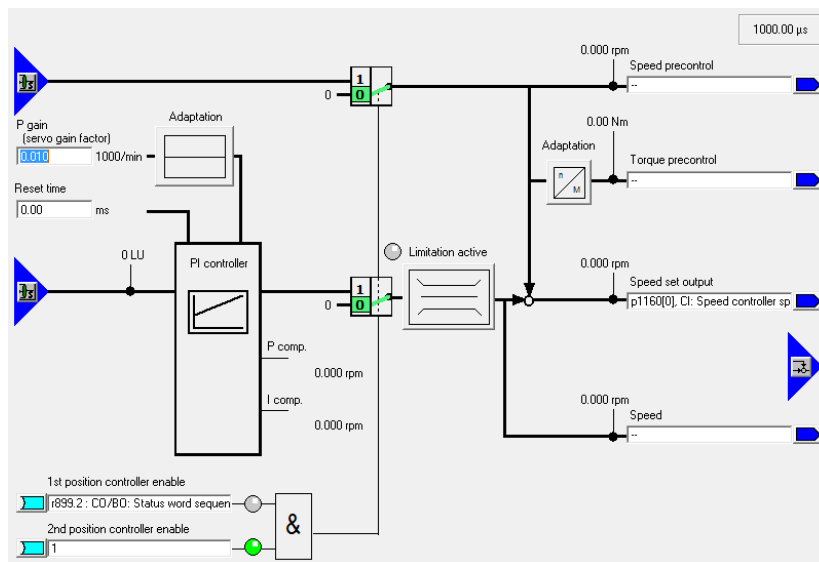 1000.00 µs
0.000 rpm
Speed precontrol
--
1
0
0
P gain
(servo gain factor)
0.010
1000/min
Adaptation
0.00 Nm
Adaptation
n
M
Torque precontrol
--
Reset time
0.00
ms
0 LU
PI controller
1
0
0
Limitation active
0.000 rpm
Speed set output
p1160[0], CI: Speed controller sp
P comp.
0.000 rpm
I comp.
0.000 rpm
0.000 rpm
Speed
--
1st position controller enable
r899.2 : CO/BO: Status word sequen
&
2nd position controller enable
1